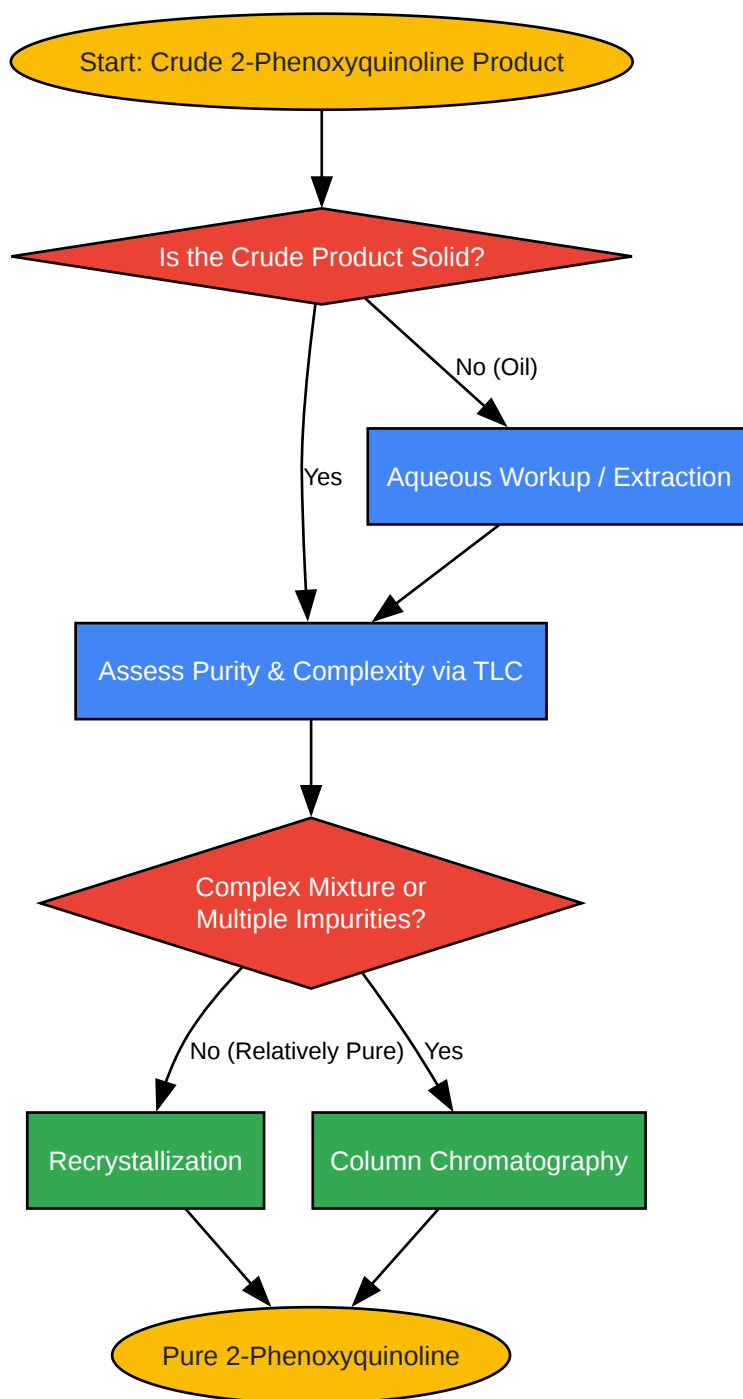 Start: Crude 2-Phenoxyquinoline Product
Is the Crude Product Solid?
No (Oil)
Yes
Aqueous Workup / Extraction
Assess Purity & Complexity via TLC
Complex Mixture or
Multiple Impurities?
No (Relatively Pure)
Yes
Recrystallization
Column Chromatography
Pure 2-Phenoxyquinoline